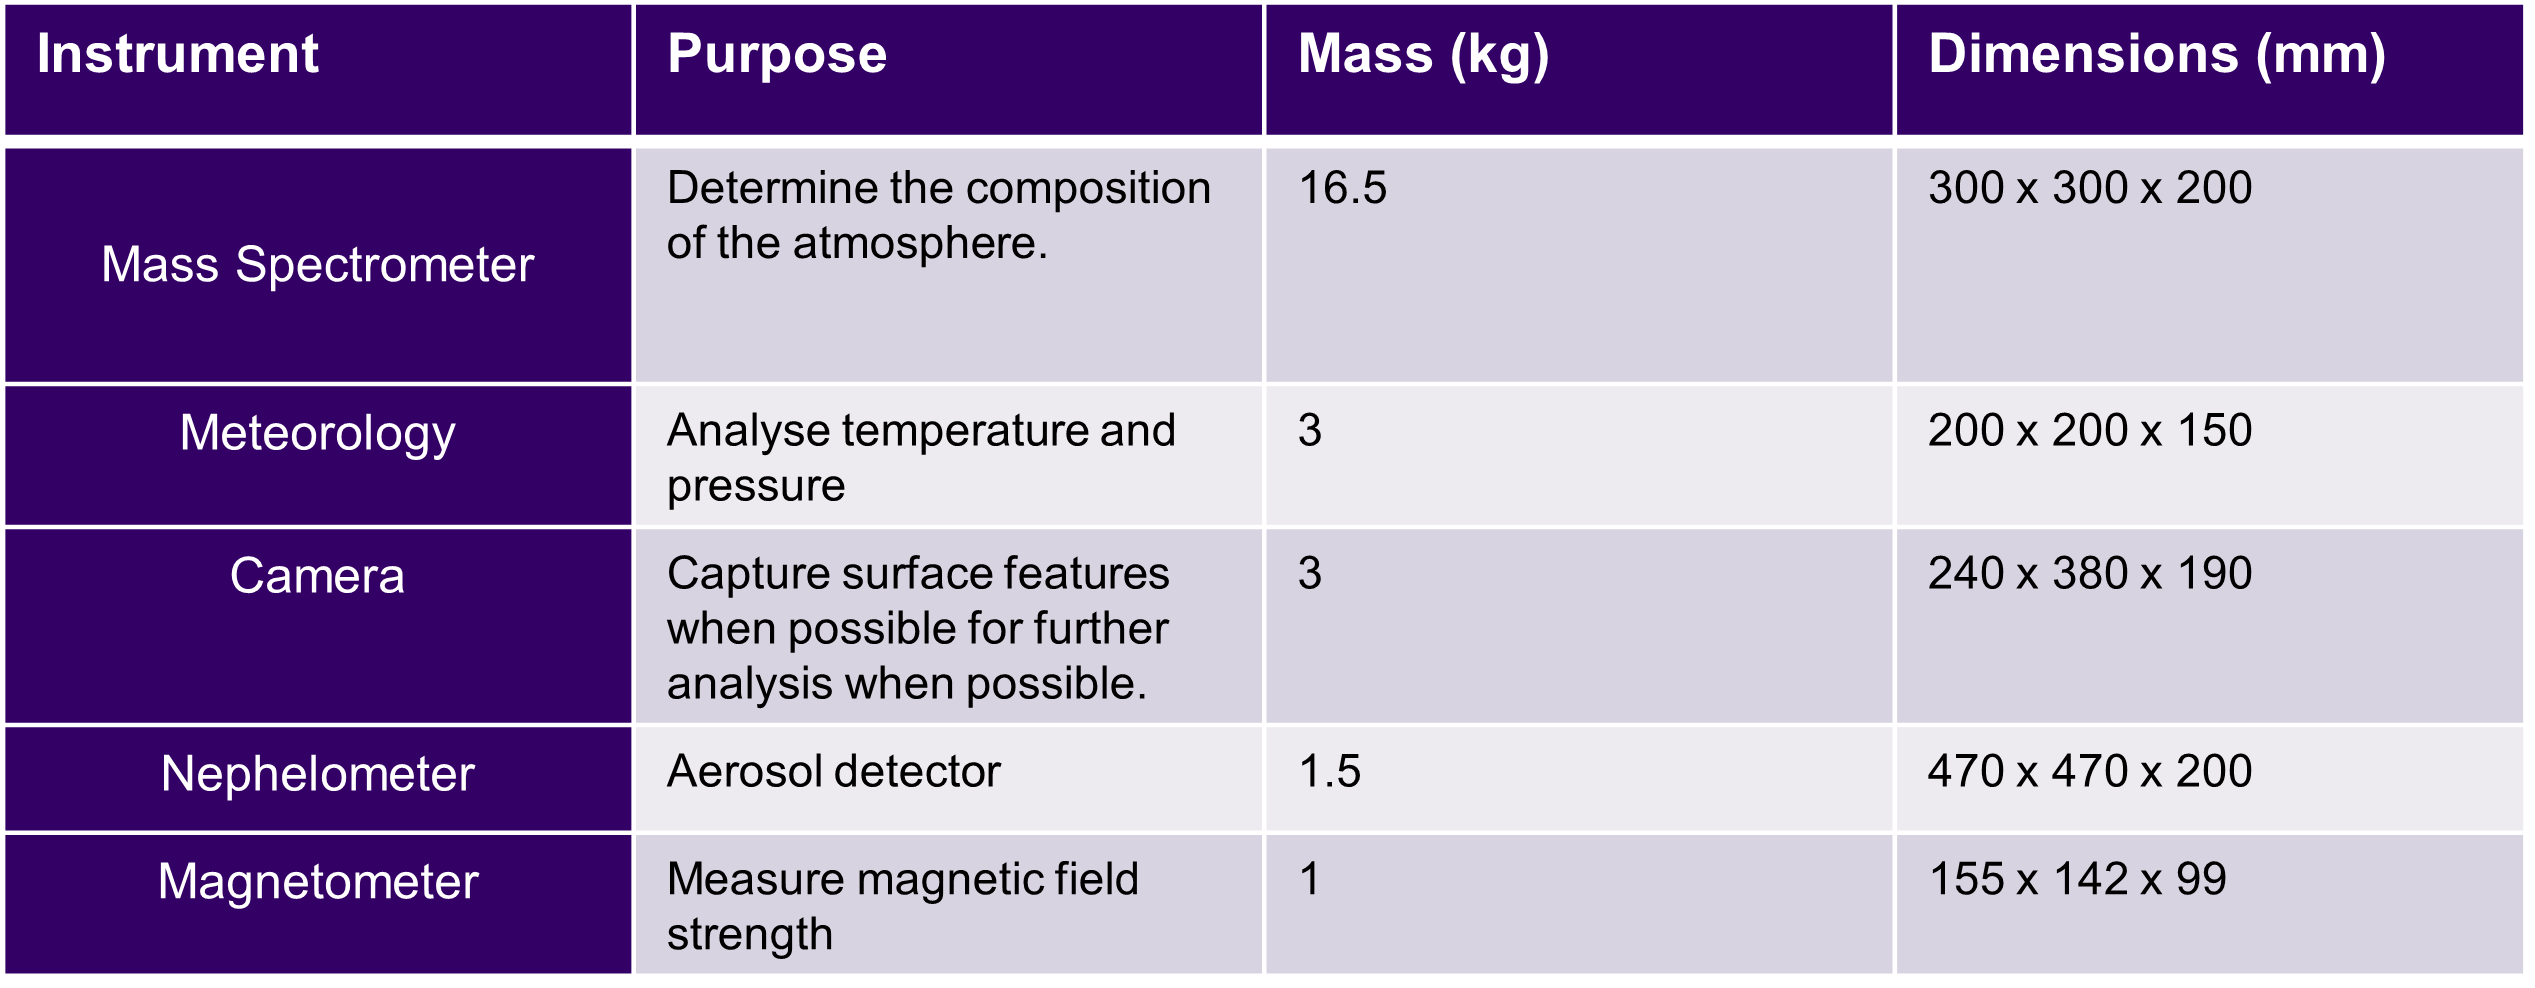 Instrument Purpose Mass (kg) Dimensions (mm)
Mass Spectrometer
Determine the composition
of the atmosphere.
16.5
300 x 300 x 200
Meteorology
Analyse temperature and
pressure
3
200 x 200 x 150
Camera
Capture surface features
when possible for further
analysis when possible.
3
240 x 380 x 190
Nephelometer
Aerosol detector
1.5
470 x 470 x 200
Magnetometer
Measure magnetic field
strength
1
155 x 142 x 99